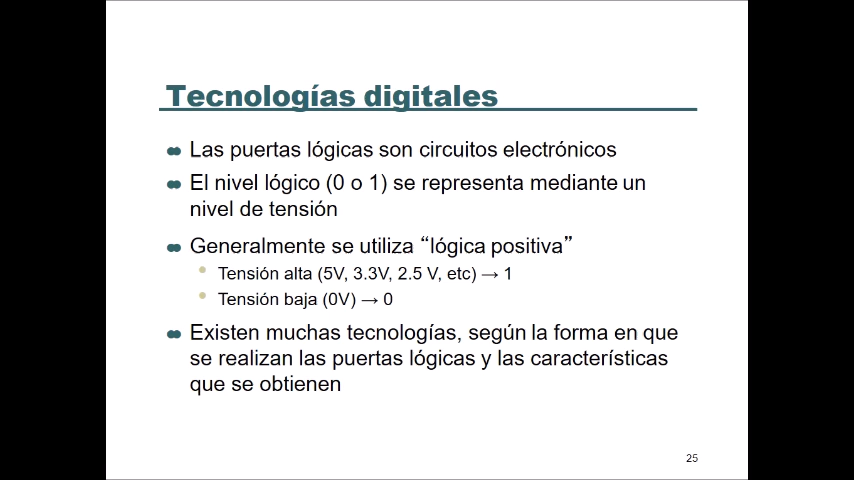 Tecnologías digitales
Las puertas lógicas son circuitos electrónicos
El nivel lógico (0 o 1) se representa mediante un
nivel de tensión
Generalmente se utiliza “lógica positiva”
Tensión alta (5V, 3.3V, 2.5 V, etc) → 1
Tensión baja (0V) → 0
Existen muchas tecnologías, según la forma en que
se realizan las puertas lógicas y las características
que se obtienen
25